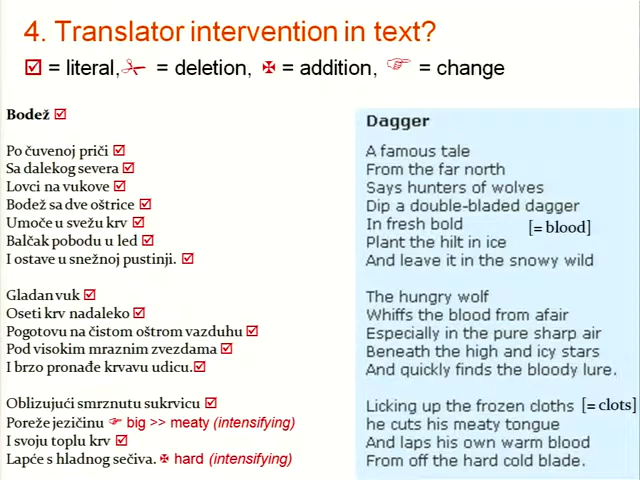 4. Translator intervention in text?
☑ = literal, ✂ = deletion, ✠ = addition, ☞ = change
Bodež ☑
Po čuvenoj priči ☑
Sa dalekog severa ☑
Lovci na vukove ☑
Bodež sa dve oštrice ☑
Umoče u svežu krv ☑
Balčak pobodu u led ☑
I ostave u snežnoj pustinji. ☑
Gladan vuk ☑
Oseti krv nadaleko ☑
Pogotovu na čistom oštrom vazduhu ☑
Pod visokim mraznim zvezdama ☑
I brzo pronađe krvavu udicu. ☑
Oblizujući smrznutu sukrvicu ☑
Poreže jezičinu ☞ big >> meaty (intensifying)
I svoju toplu krv ☑
Lapće s hladnog sečiva. ✠ hard (intensifying)
Dagger
A famous tale
From the far north
Says hunters of wolves
Dip a double-bladed dagger
In fresh bold [= blood]
Plant the hilt in ice
And leave it in the snowy wild
The hungry wolf
Whiffs the blood from afair
Especially in the pure sharp air
Beneath the high and icy stars
And quickly finds the bloody lure.
Licking up the frozen cloths [= clots]
he cuts his meaty tongue
And laps his own warm blood
From off the hard cold blade.